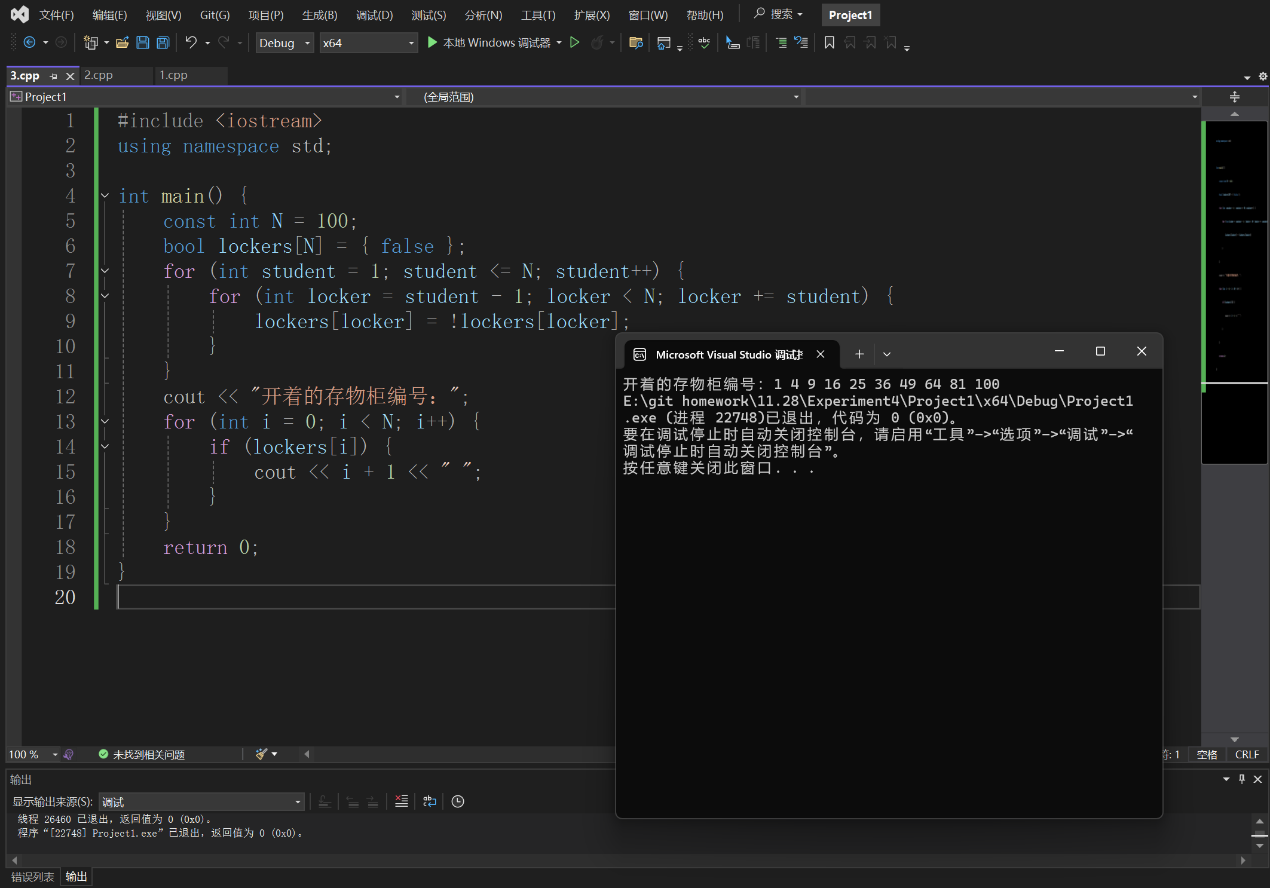 文件(F) 编辑(E) 视图(V) Git(G) 项目(P) 生成(B) 调试(D) 测试(S) 分析(N) 工具(T) 扩展(X) 窗口(W) 帮助(H) 搜索 Project1
Debug x64 本地 Windows 调试器
3.cpp 2.cpp 1.cpp
Project1 (全局范围)
1 #include <iostream>
2 using namespace std;
3
4 int main() {
5 const int N = 100;
6 bool lockers[N] = { false };
7 for (int student = 1; student <= N; student++) {
8 for (int locker = student - 1; locker < N; locker += student) {
9 lockers[locker] = !lockers[locker];
10 }
11 }
12 cout << "开着的存物柜编号: ";
13 for (int i = 0; i < N; i++) {
14 if (lockers[i]) {
15 cout << i + 1 << " ";
16 }
17 }
18 return 0;
19 }
20
Microsoft Visual Studio 调试
开着的存物柜编号: 1 4 9 16 25 36 49 64 81 100
E:\git homework\11.28\Experiment4\Project1\x64\Debug\Project1
.exe (进程 22748)已退出，代码为 0 (0x0)。
要在调试停止时自动关闭控制台，请启用“工具”->“选项”->“调试”->“
调试停止时自动关闭控制台”。
按任意键关闭此窗口. . .
100 % 未找到相关问题 符: 1 空格 CRLF
输出
显示输出来源(S): 调试
线程 26460 已退出，返回值为 0 (0x0)。
程序“[22748] Project1.exe”已退出，返回值为 0 (0x0)。
错误列表 输出